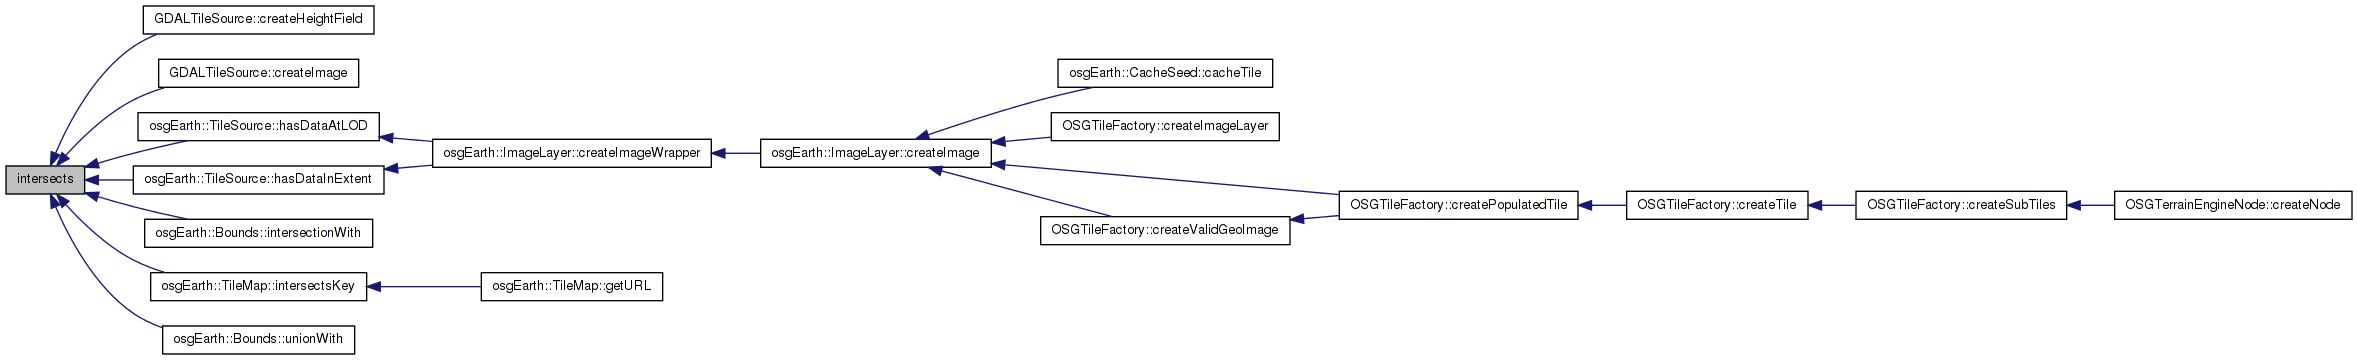 GDALTileSource::createHeightField
GDALTileSource::createImage
osgEarth::CacheSeed::cacheTile
osgEarth::TileSource::hasDataAtLOD
OSGTileFactory::createImageLayer
osgEarth::ImageLayer::createImageWrapper
osgEarth::ImageLayer::createImage
intersects
osgEarth::TileSource::hasDataInExtent
OSGTileFactory::createPopulatedTile
OSGTileFactory::createTile
OSGTileFactory::createSubTiles
OSGTerrainEngineNode::createNode
osgEarth::Bounds::intersectionWith
OSGTileFactory::createValidGeoImage
osgEarth::TileMap::intersectsKey
osgEarth::TileMap::getURL
osgEarth::Bounds::unionWith